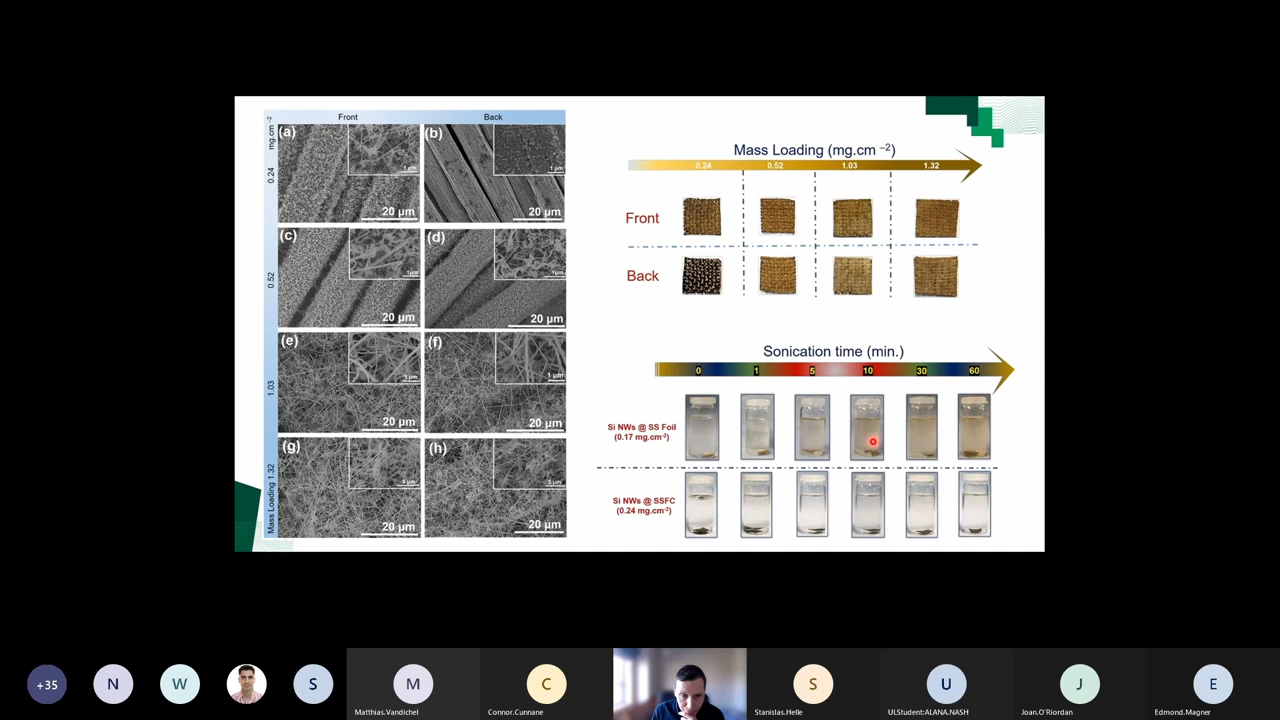 Front Back
mg.cm -2
(a) (b)
1 µm 1 µm
0.24
20 µm 20 µm
(c) (d)
1µm 1µm
0.52
20 µm 20 µm
(e) (f)
1 µm 1 µm
1.03
20 µm 20 µm
(g) (h)
5 µm 5 µm
Mass Loading 1.32
20 µm 20 µm
Mass Loading (mg.cm -2)
0.24 0.52 1.03 1.32
Front
Back
Sonication time (min.)
0 1 5 10 30 60
Si NWs @ SS Foil
(0.17 mg.cm-2)
Si NWs @ SSFC
(0.24 mg.cm-2)
+35 N W S M C S U J E
Matthias.Vandichel Connor.Cunnane Stanislas.Helle ULStudent:ALANA.NASH Joan.O'Riordan Edmond.Magner